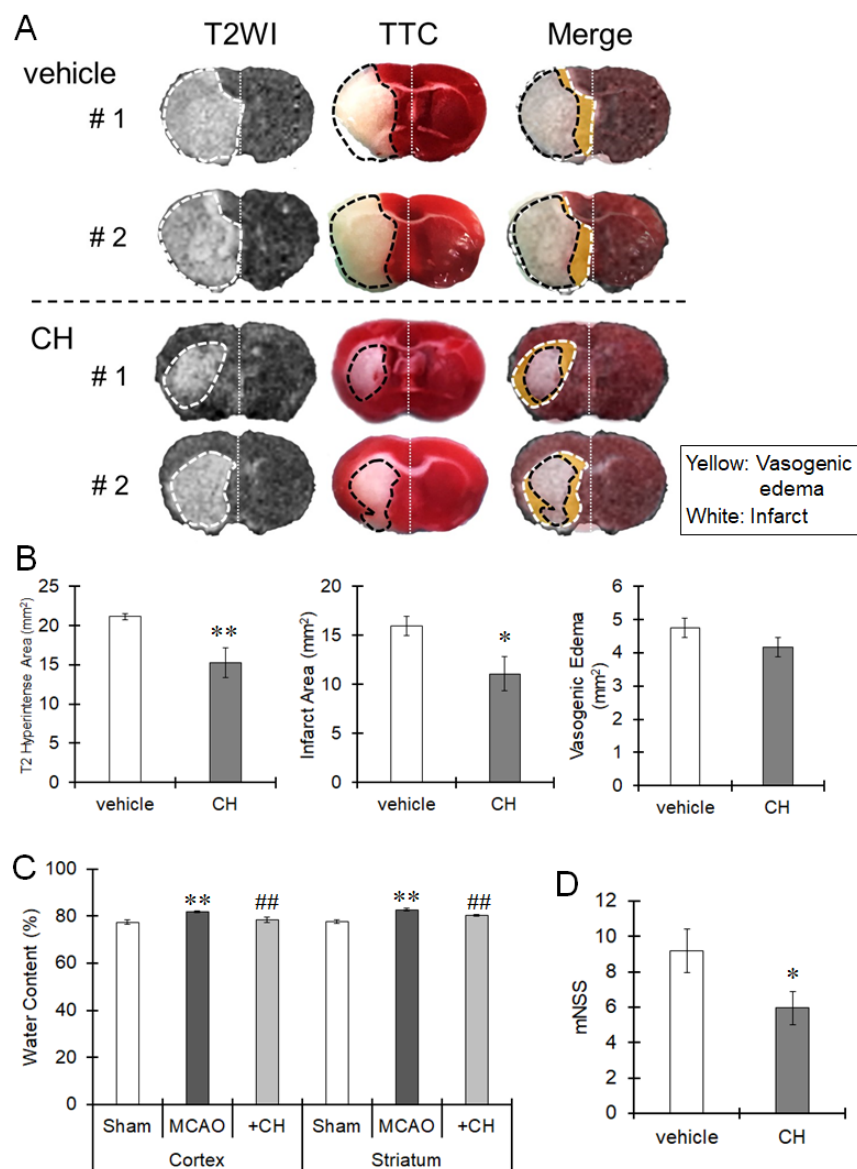 A
T2WI TTC Merge
vehicle
# 1
# 2
CH
# 1
# 2
Yellow: Vasogenic
edema
White: Infarct
B
T2 Hyperintense Area (mm²)
25
20
15
10
5
0
**
vehicle CH
Infarct Area (mm²)
20
15
10
5
0
*
vehicle CH
Vasogenic Edema
(mm²)
6
5
4
3
2
1
0
vehicle CH
C
Water Content (%)
100
80
60
40
20
0
** ## ** ##
Sham MCAO +CH Sham MCAO +CH
Cortex Striatum
D
mNSS
12
10
8
6
4
2
0
*
vehicle CH